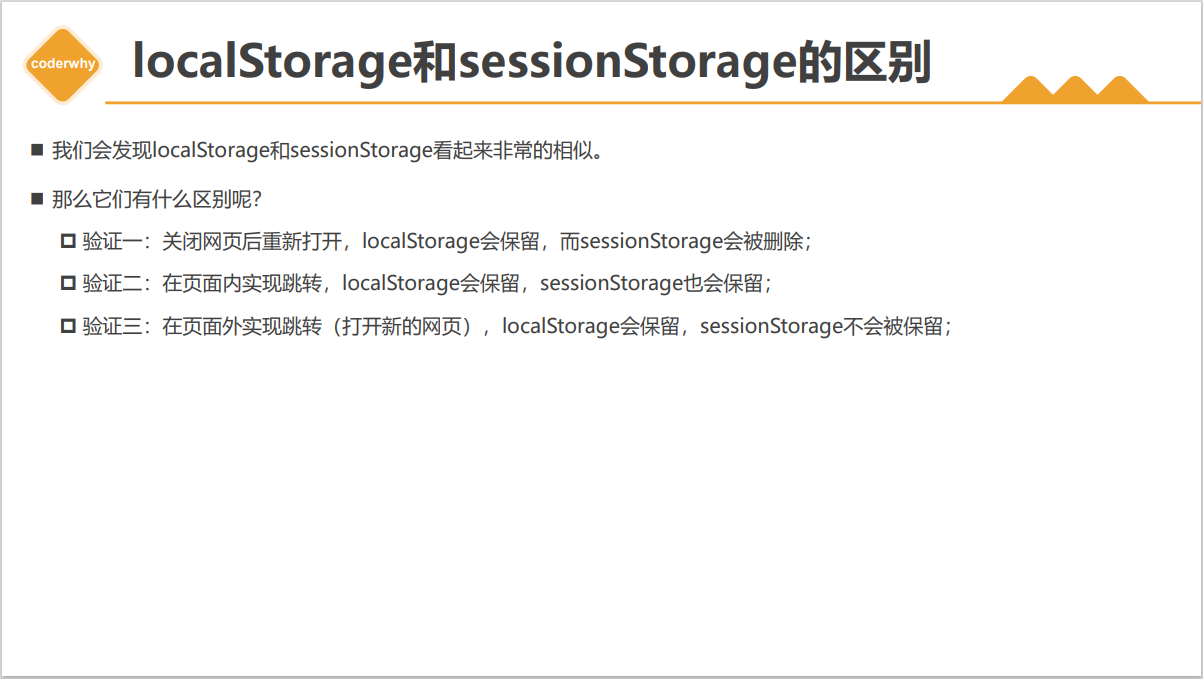 coderwhy
localStorage和sessionStorage的区别
我们会发现localStorage和sessionStorage看起来非常的相似。
那么它们有什么区别呢？
验证一：关闭网页后重新打开，localStorage会保留，而sessionStorage会被删除；
验证二：在页面内实现跳转，localStorage会保留，sessionStorage也会保留；
验证三：在页面外实现跳转（打开新的网页），localStorage会保留，sessionStorage不会被保留；